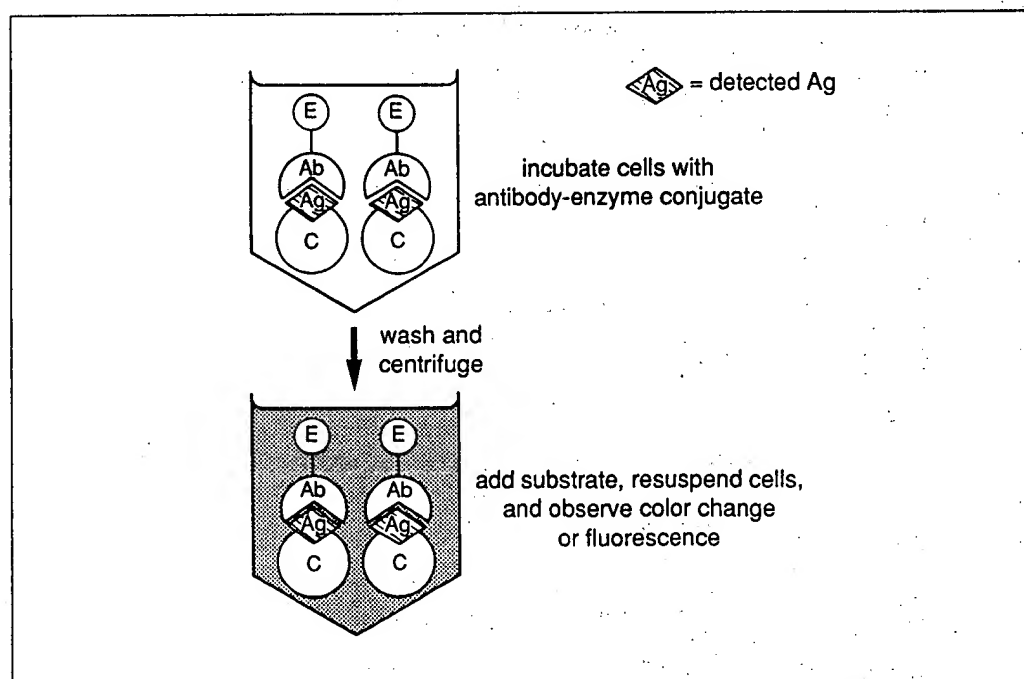 Ag = detected Ag
E E
Ab Ab
Ag Ag
C C
incubate cells with
antibody-enzyme conjugate
wash and
centrifuge
E E
Ab Ab
Ag Ag
C C
add substrate, resuspend cells,
and observe color change
or fluorescence